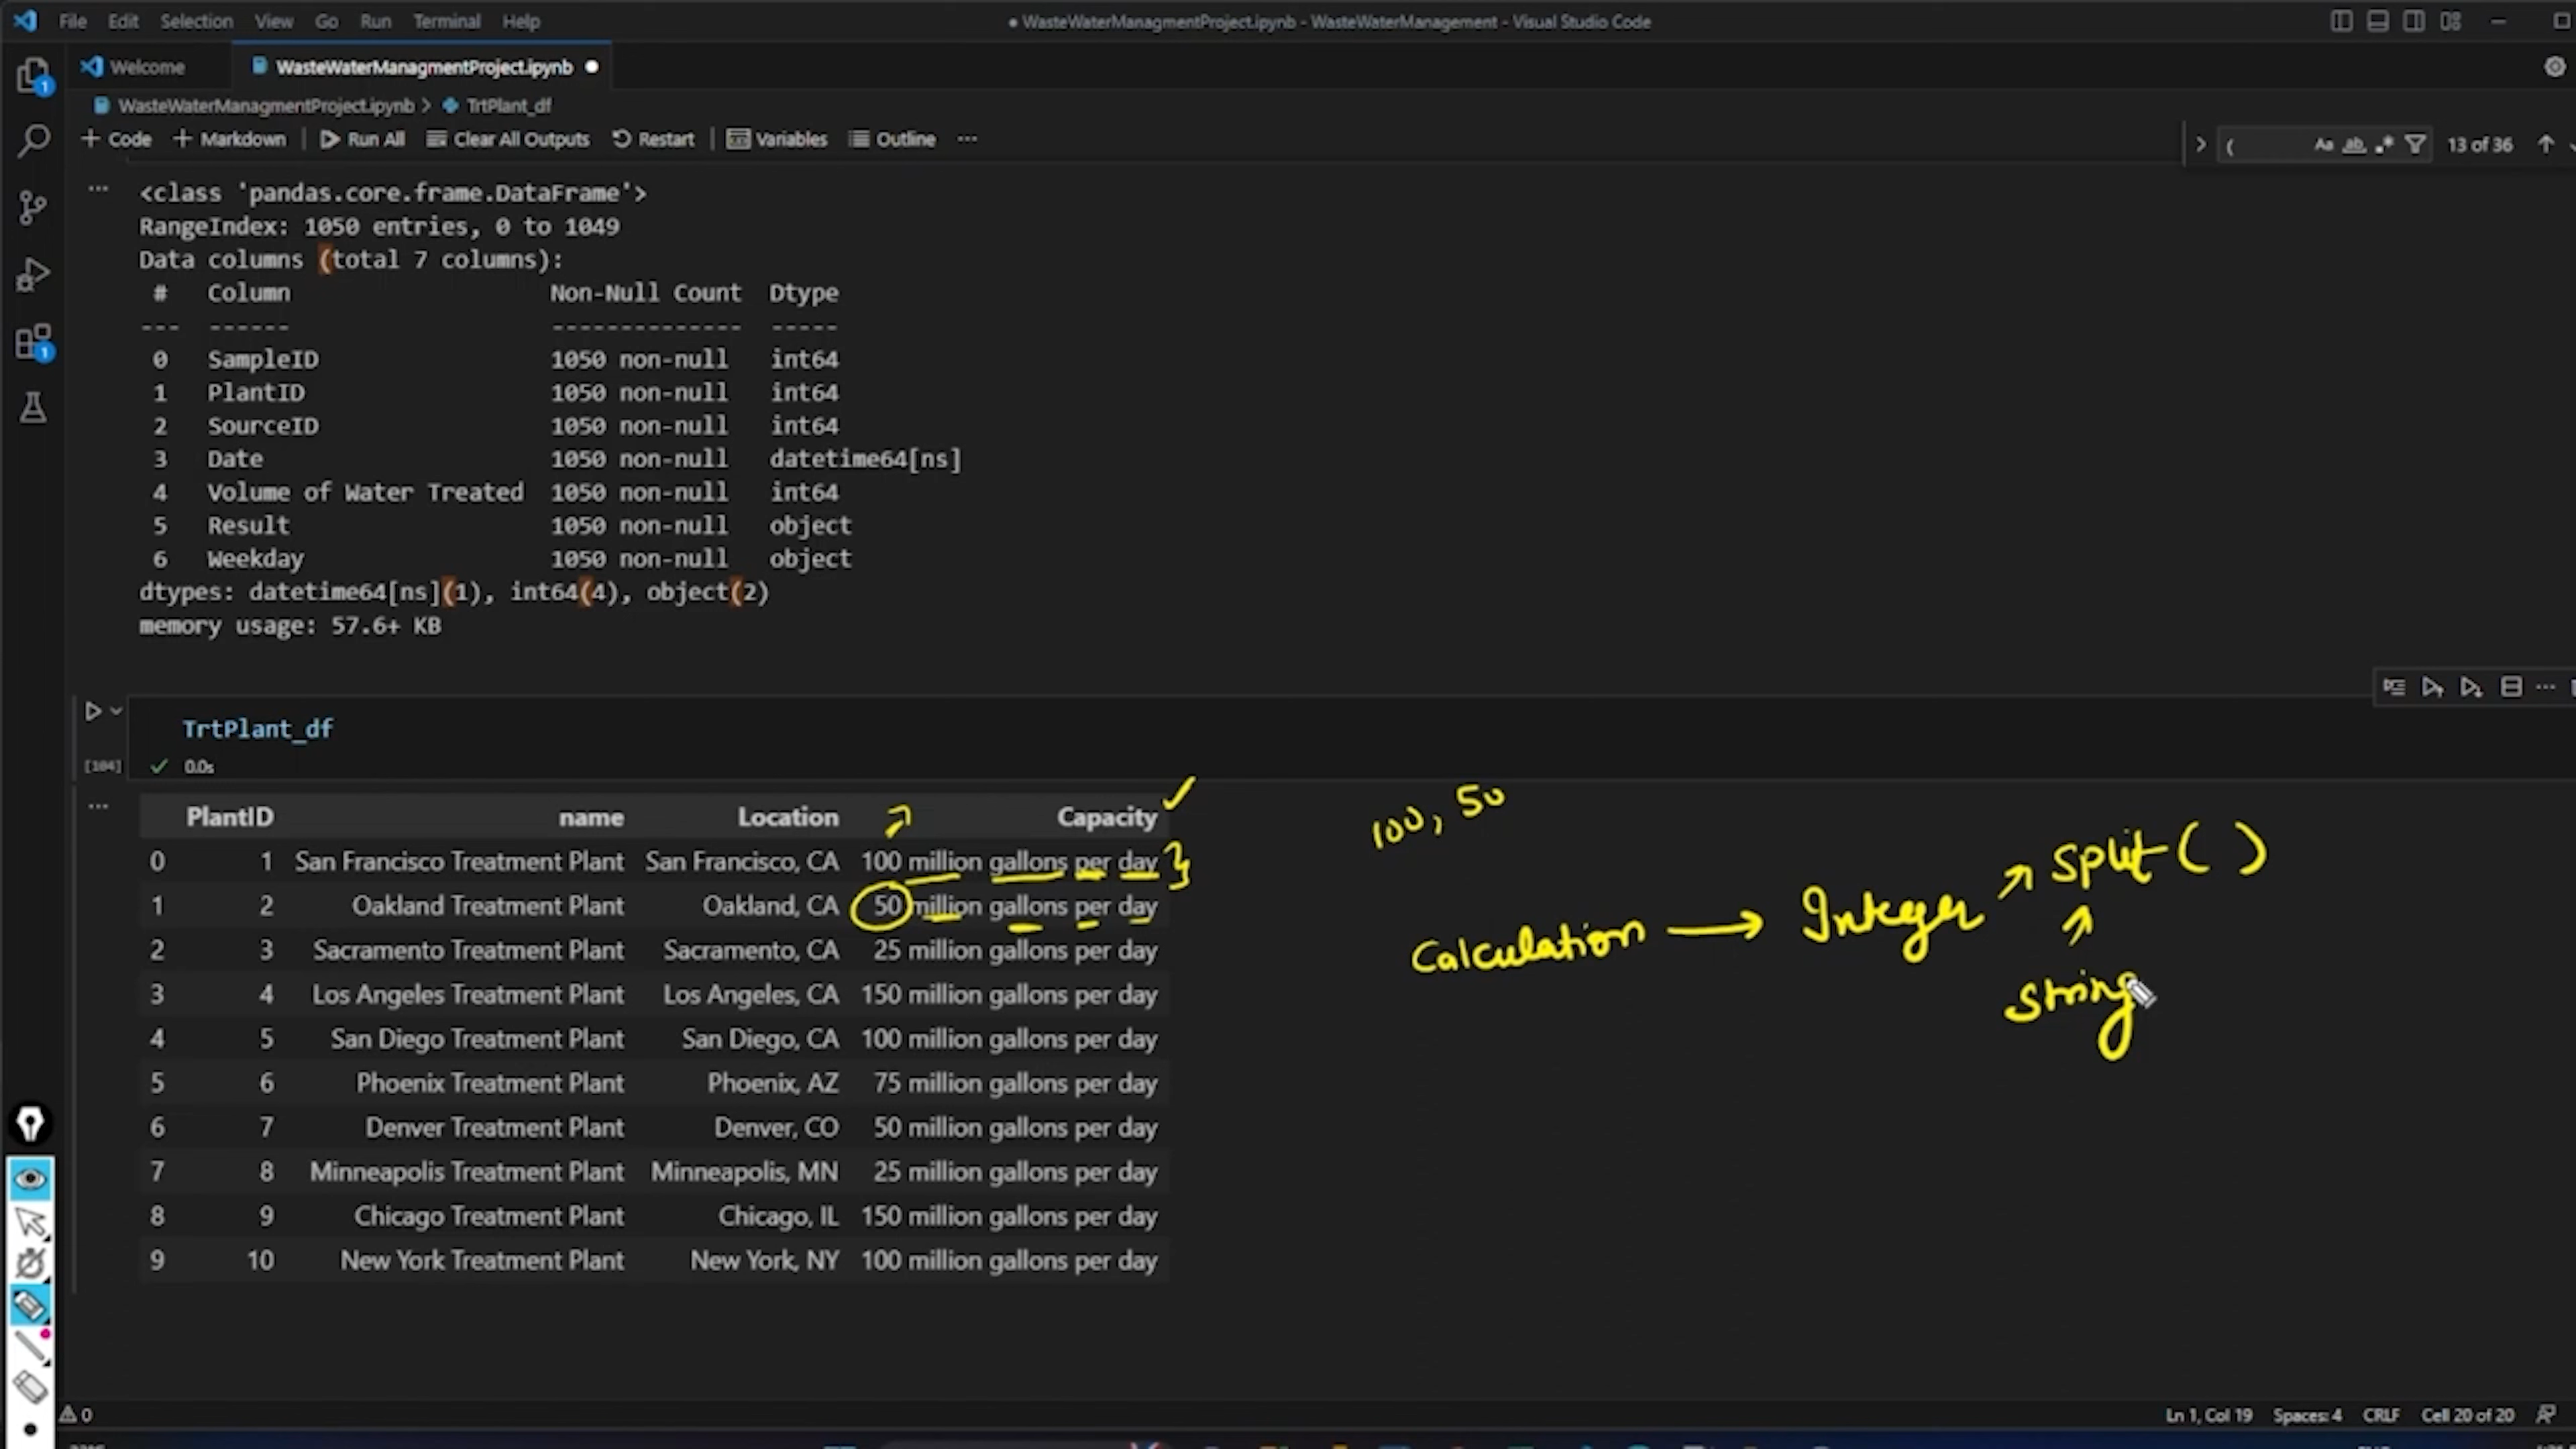 File Edit Selection View Go Run Terminal Help
● WasteWaterManagmentProject.ipynb - WasteWaterManagement - Visual Studio Code
Welcome WasteWaterManagmentProject.ipynb ●
WasteWaterManagmentProject.ipynb > TrtPlant_df
+ Code + Markdown | Run All Clear All Outputs Restart | Variables Outline ...
( Aa ab 13 of 36
1
1
... <class 'pandas.core.frame.DataFrame'>
RangeIndex: 1050 entries, 0 to 1049
Data columns (total 7 columns):
# Column Non-Null Count Dtype
--- ------ -------------- -----
0 SampleID 1050 non-null int64
1 PlantID 1050 non-null int64
2 SourceID 1050 non-null int64
3 Date 1050 non-null datetime64[ns]
4 Volume of Water Treated 1050 non-null int64
5 Result 1050 non-null object
6 Weekday 1050 non-null object
dtypes: datetime64[ns](1), int64(4), object(2)
memory usage: 57.6+ KB
TrtPlant_df
[104] ✓ 0.0s
... PlantID name Location Capacity
0 1 San Francisco Treatment Plant San Francisco, CA 100 million gallons per day
1 2 Oakland Treatment Plant Oakland, CA 50 million gallons per day
2 3 Sacramento Treatment Plant Sacramento, CA 25 million gallons per day
3 4 Los Angeles Treatment Plant Los Angeles, CA 150 million gallons per day
4 5 San Diego Treatment Plant San Diego, CA 100 million gallons per day
5 6 Phoenix Treatment Plant Phoenix, AZ 75 million gallons per day
6 7 Denver Treatment Plant Denver, CO 50 million gallons per day
7 8 Minneapolis Treatment Plant Minneapolis, MN 25 million gallons per day
8 9 Chicago Treatment Plant Chicago, IL 150 million gallons per day
9 10 New York Treatment Plant New York, NY 100 million gallons per day
100, 50
Calculation → Integer ↗ Split ( )
↗
String
0
Ln 1, Col 19 Spaces: 4 CRLF Cell 20 of 20